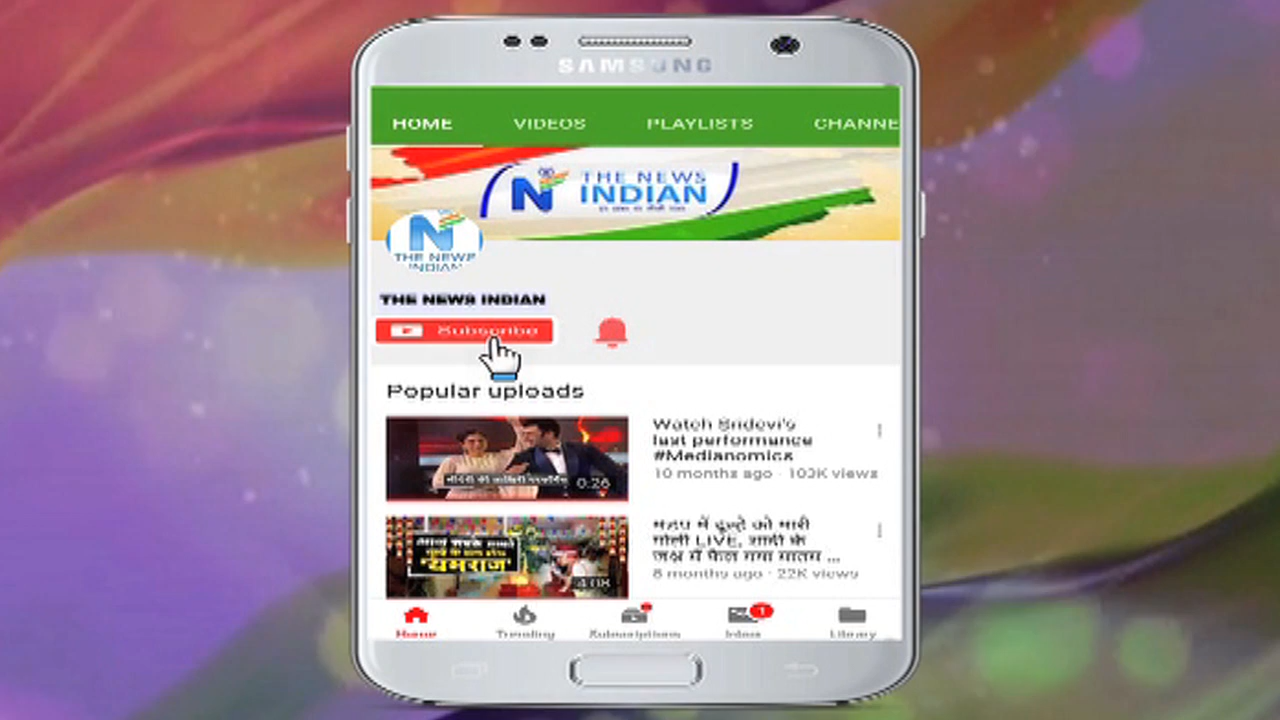 SAMSUNG
HOME VIDEOS PLAYLISTS CHANNE
THE NEWS
INDIAN
THE NEWS
INDIAN
THE NEWS INDIAN
Subscribe
Popular uploads
Watch Sridevi's
last performance
#Medianomics
10 months ago · 103K views
0:26
मंडप में दूल्हे को मारी
गोली LIVE, शादी के
जश्न में फैल गया मातम ...
8 months ago · 22K views
'यमराज'
4:08
Home Trending Subscriptions Inbox Library
1